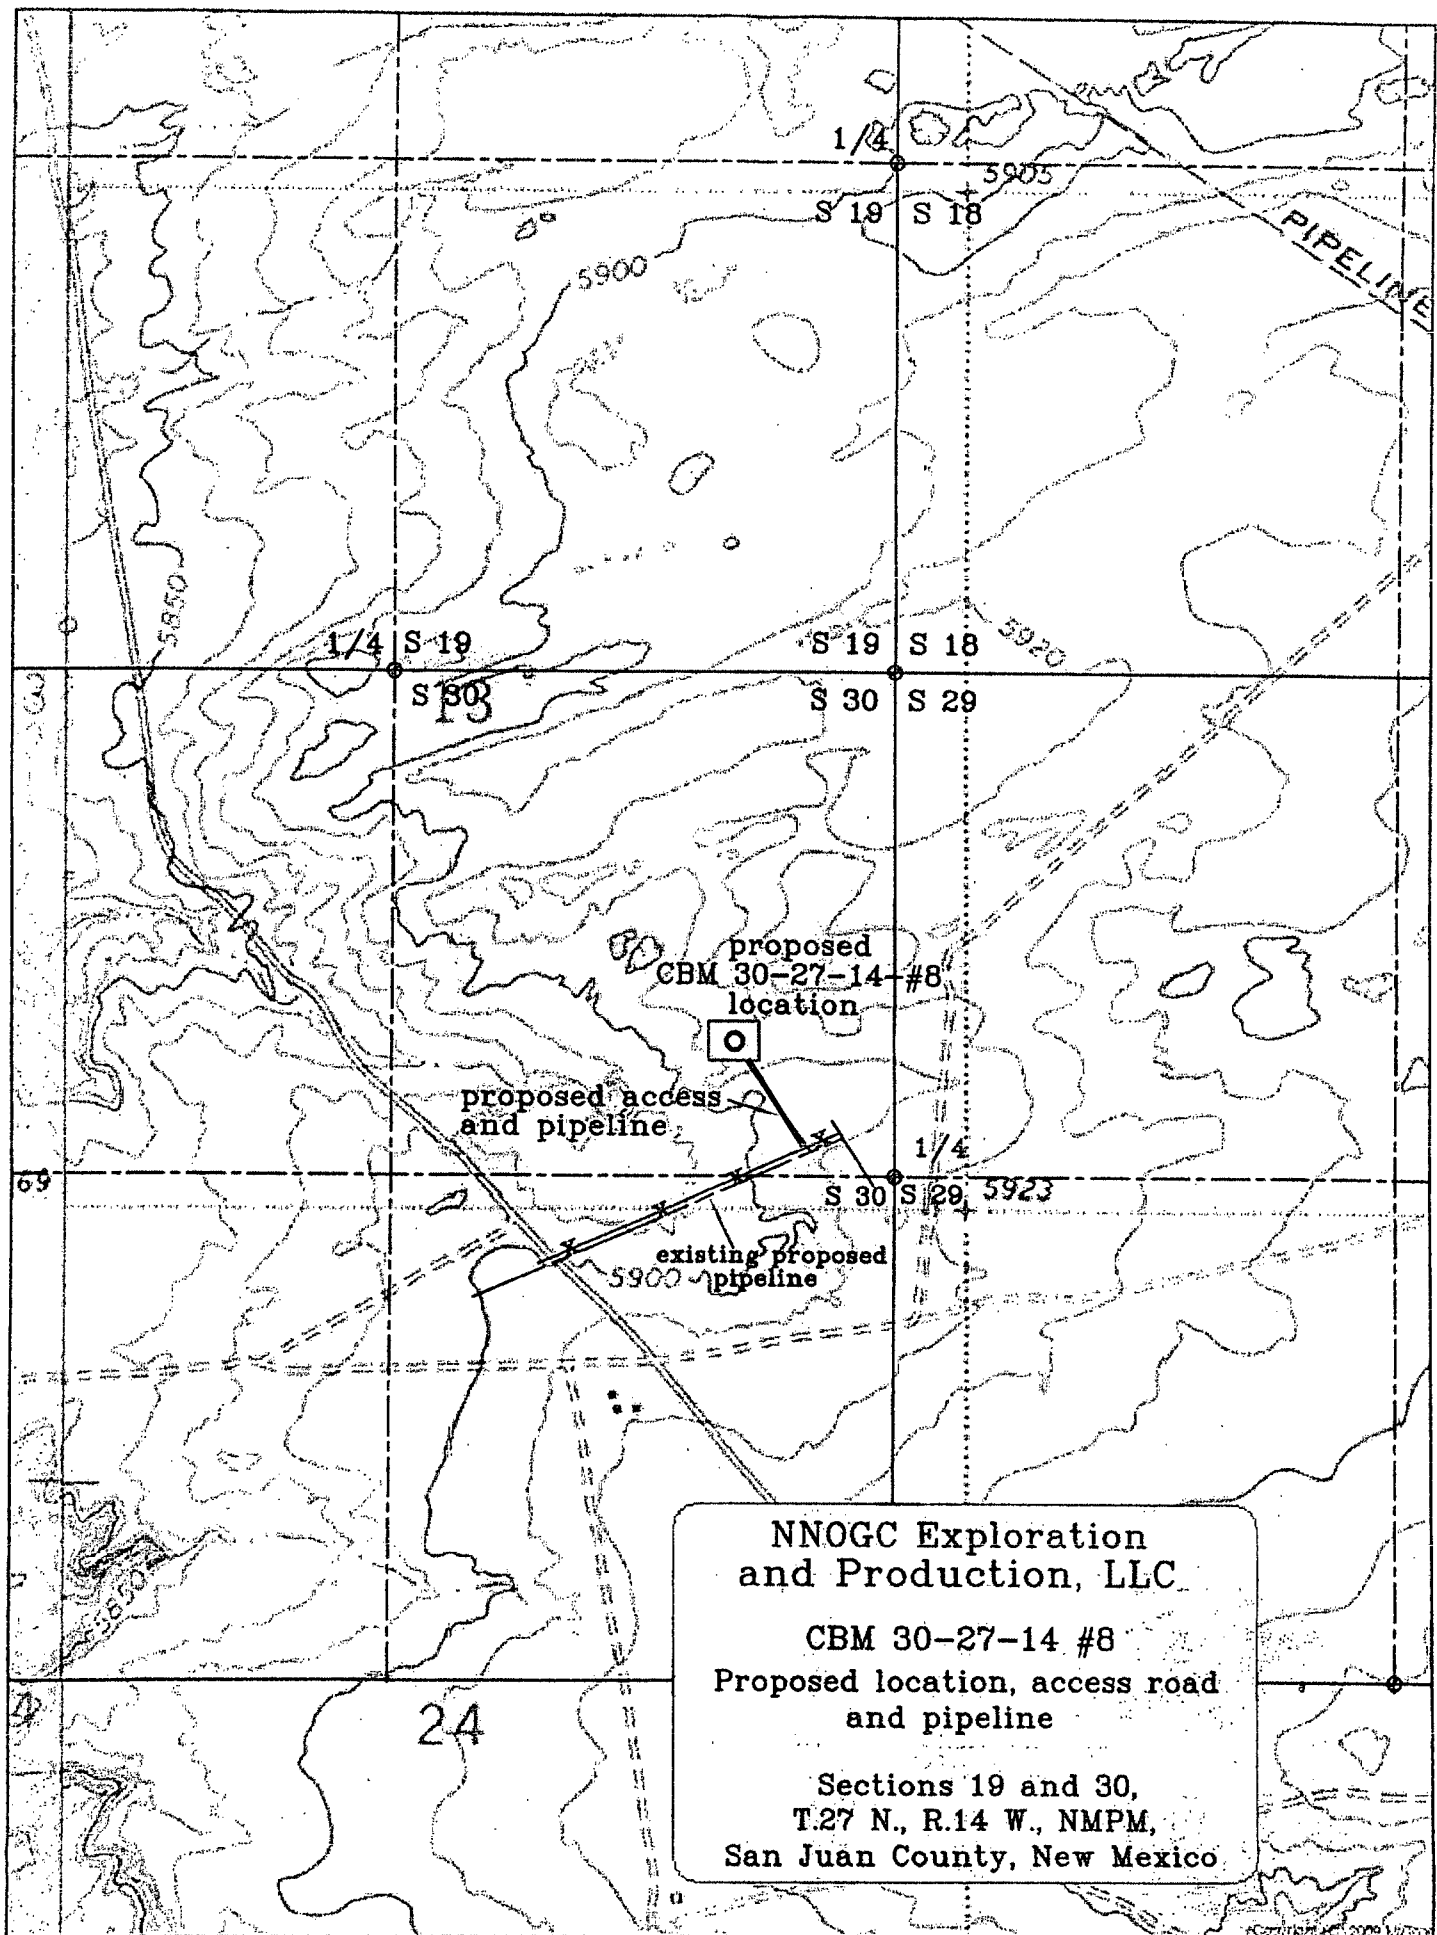 1/4
5905
S 19 S 18
PIPELINE
5900
5850
1/4 S 19
S 19 S 18
5920
S 30
13
S 30 S 29
proposed
CBM 30-27-14 #8
location
proposed access
and pipeline
1/4
69
S 30 S 29
5923
existing proposed
pipeline
5900
NNOGC Exploration
and Production, LLC
5850
CBM 30-27-14 #8
Proposed location, access road
and pipeline
24
Sections 19 and 30,
T.27 N., R.14 W., NMPM,
San Juan County, New Mexico